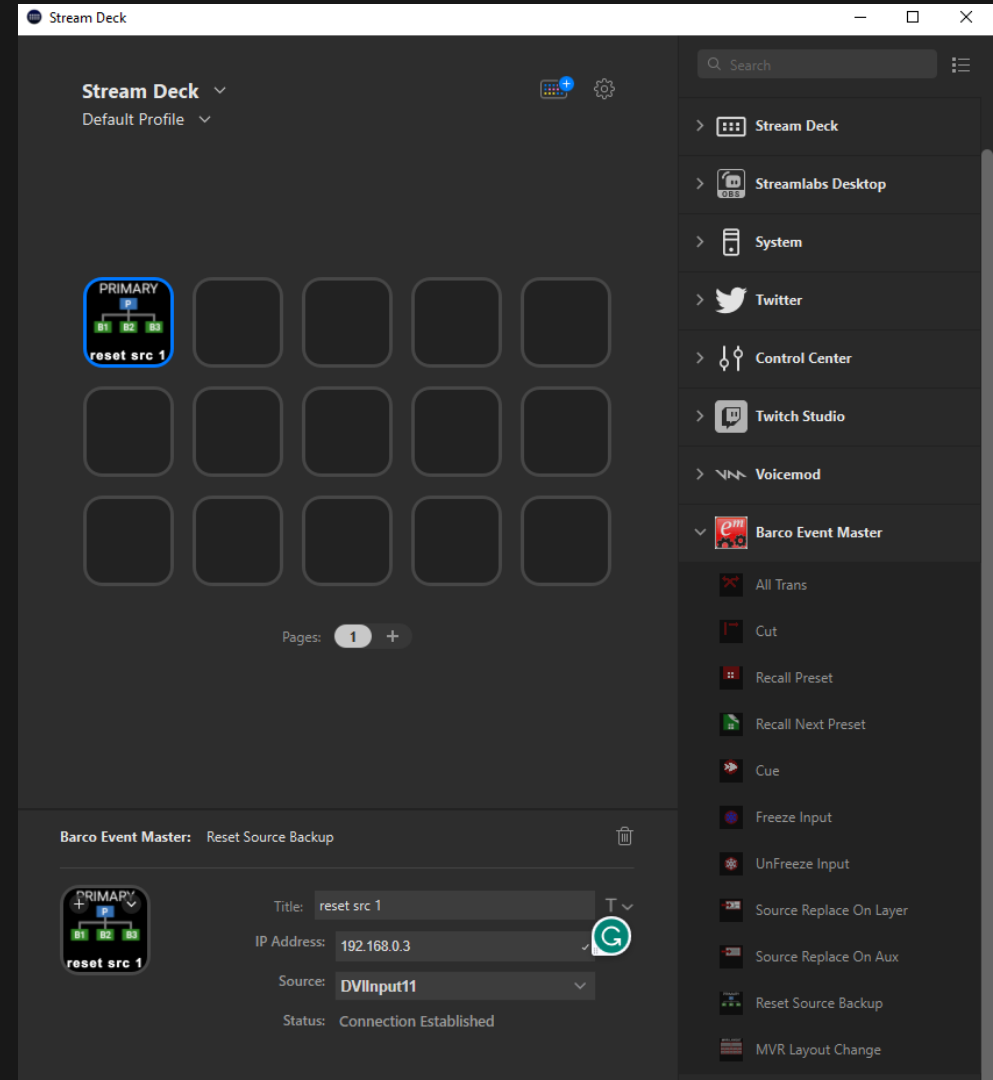 Stream Deck
Search
Stream Deck
Default Profile
Stream Deck
Streamlabs Desktop
OBS
System
Twitter
Control Center
Twitch Studio
Voicemod
em
Barco Event Master
All Trans
Cut
Recall Preset
Recall Next Preset
Cue
Freeze Input
UnFreeze Input
Source Replace On Layer
Source Replace On Aux
Reset Source Backup
MVR Layout Change
PRIMARY
P
B1 B2 B3
reset src 1
Pages: 1 +
Barco Event Master: Reset Source Backup
PRIMARY
P
B1 B2 B3
reset src 1
Title: reset src 1
T
IP Address: 192.168.0.3
G
Source: DVIInput11
Status: Connection Established